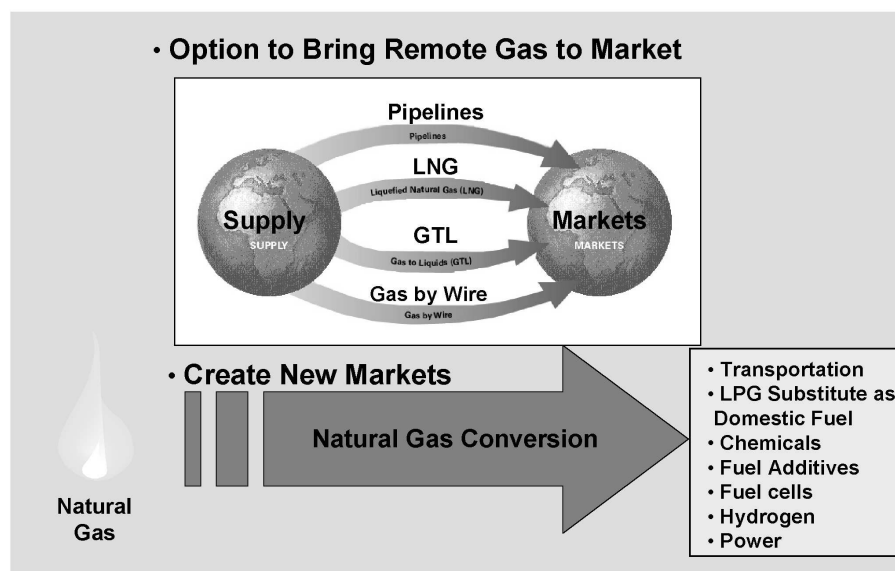 • Option to Bring Remote Gas to Market
Pipelines
Pipelines
LNG
Liquefied Natural Gas (LNG)
Supply
SUPPLY
Markets
MARKETS
GTL
Gas to Liquids (GTL)
Gas by Wire
Gas by Wire
• Create New Markets
Natural Gas Conversion
Natural
Gas
• Transportation
• LPG Substitute as
Domestic Fuel
• Chemicals
• Fuel Additives
• Fuel cells
• Hydrogen
• Power